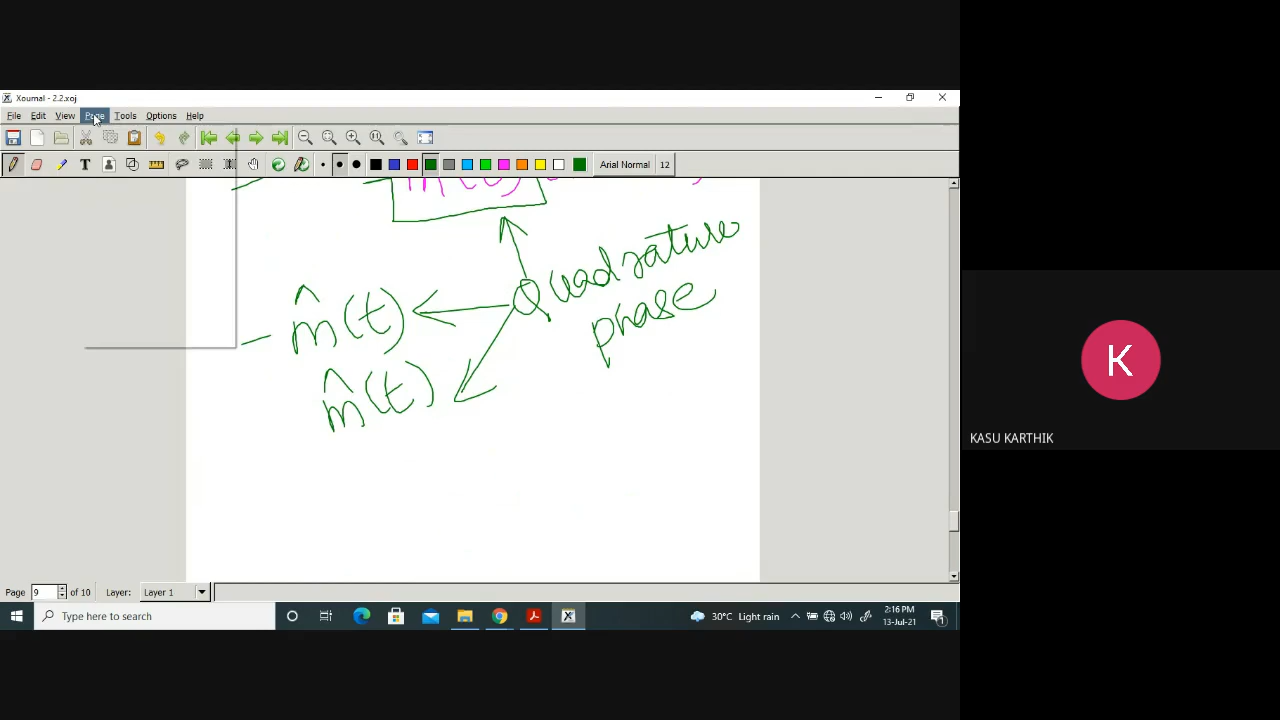 Xournal - 2.2.xoj
File Edit View Page Tools Options Help
Arial Normal 12
m(t)
Quadrature
phase
- m̂(t)
m̂(t)
K
KASU KARTHIK
Page 9 of 10 Layer: Layer 1
Type here to search
30°C Light rain
2:16 PM
13-Jul-21
1